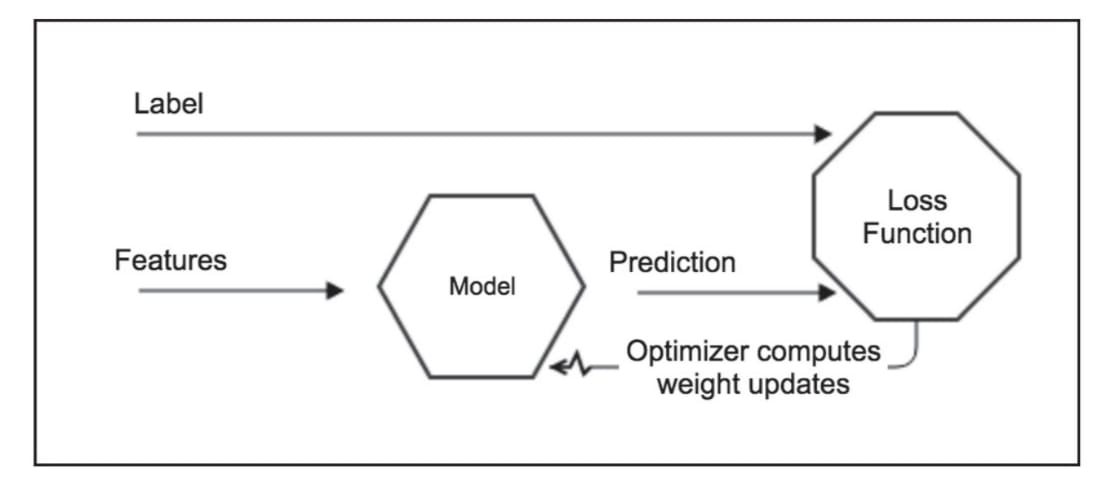 Label
Loss
Function
Features
Model
Prediction
Optimizer computes
weight updates